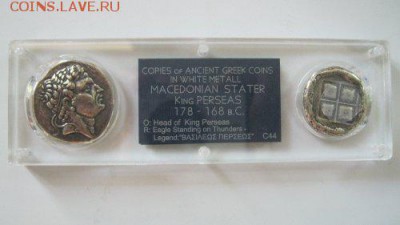 COINS.ЛАVE.RU
COPIES OF ANCIENT GREEK COINS
IN WHITE METALL
MACEDONIAN STATER
KING PERSEAS
178 - 168 B.C.
O: Head of King Perseas
R: Eagle Standing on Thunders -
Legend: "ΒΑΣΙΛΕΩΣ ΠΕΡΣΕΩΣ" C44